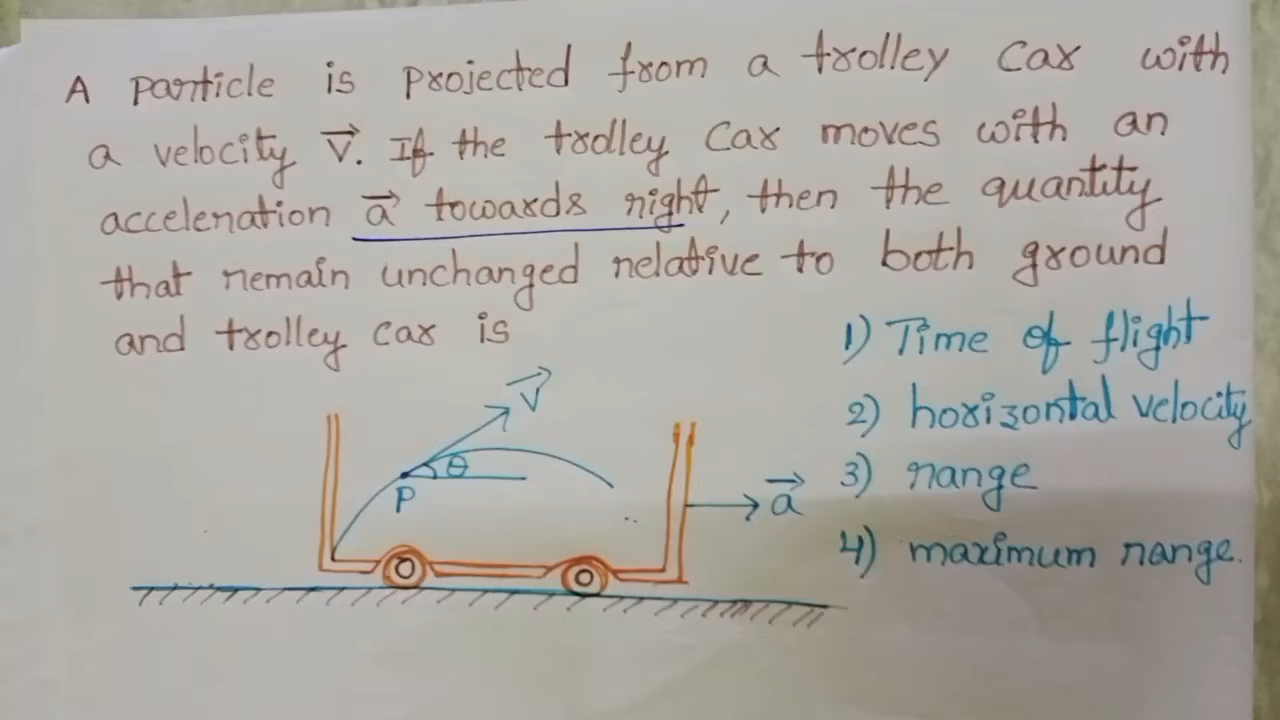 A particle is projected from a trolley car with
a velocity V⃗. If the trolley car moves with an
acceleration a⃗ towards right, then the quantity
that remain unchanged relative to both ground
and trolley car is
1) Time of flight
2) horizontal velocity
3) range
4) maximum range.
V⃗
θ
P
a⃗